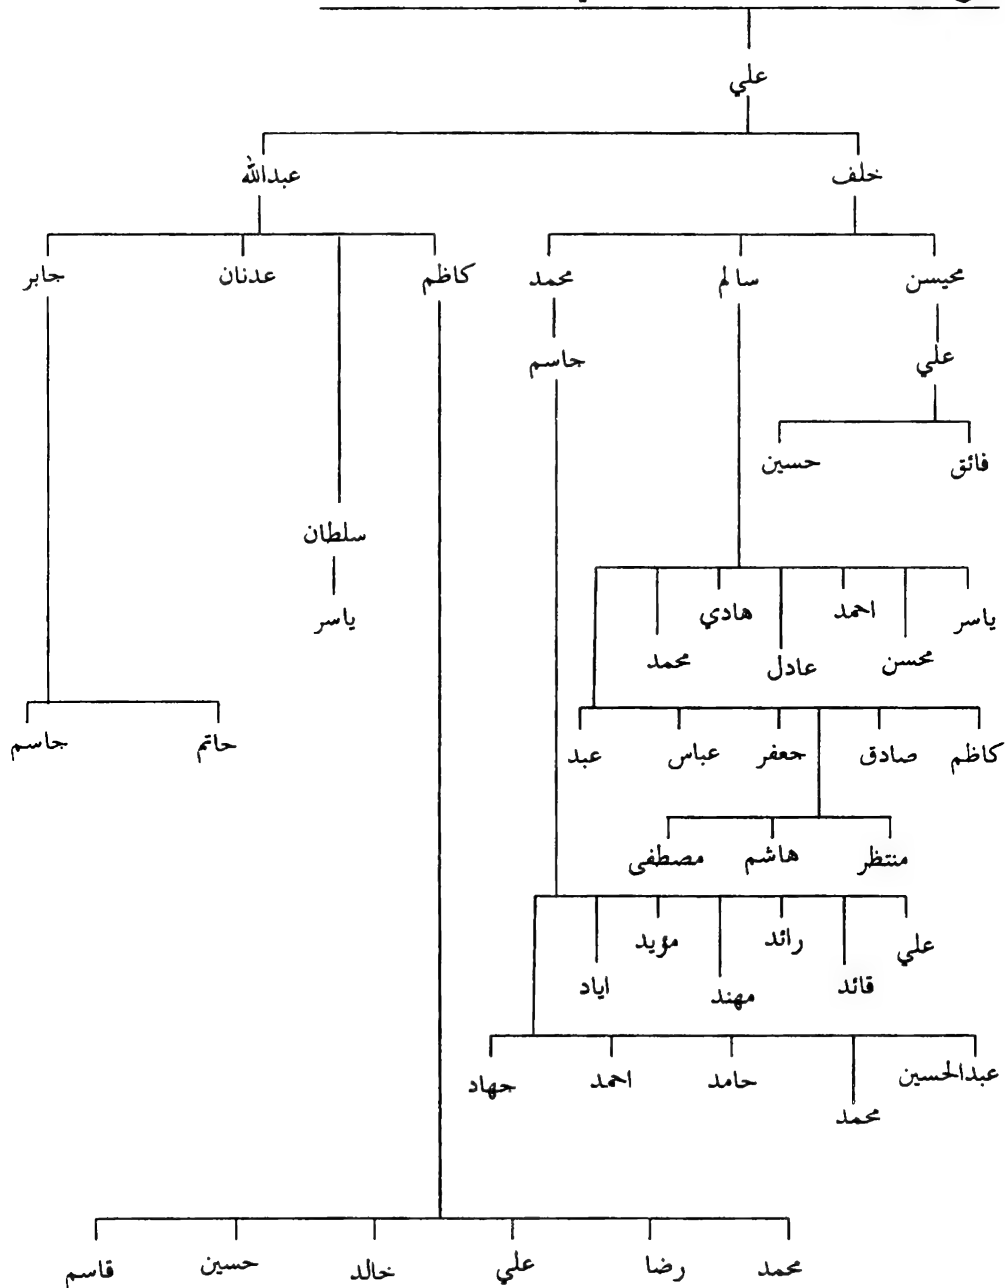 علي
خلف عبدالله
محيسن سالم محمد كاظم عدنان جابر
علي جاسم
فائق حسين
سلطان
ياسر احمد هادي ياسر
محسن عادل محمد
حاتم جاسم
كاظم صادق جعفر عباس عبد
منتظر هاشم مصطفى
علي رائد مؤيد
قائد مهند اياد
عبدالحسين حامد احمد جهاد
محمد
محمد رضا علي خالد حسين قاسم